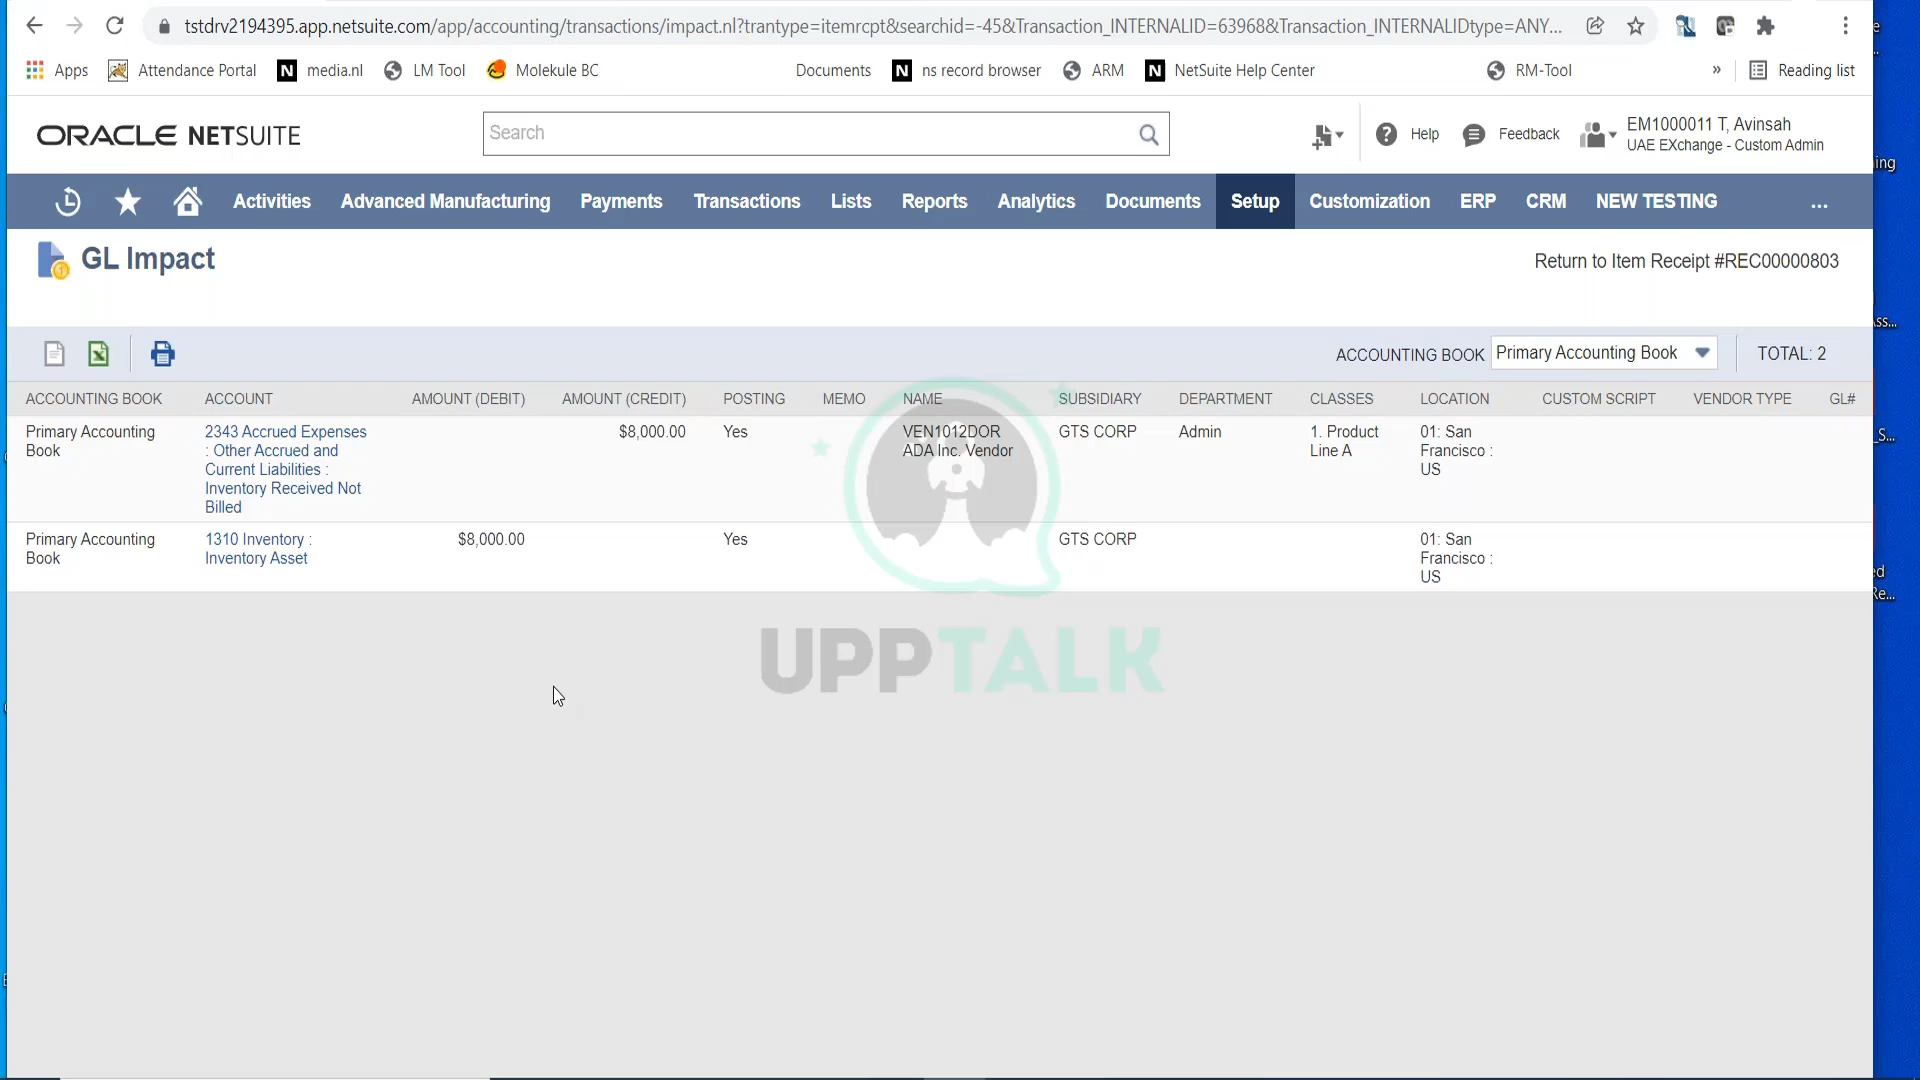 tstdrv2194395.app.netsuite.com/app/accounting/transactions/impact.nl?trantype=itemrcpt&searchid=-45&Transaction_INTERNALID=63968&Transaction_INTERNALIDtype=ANY...
Apps Attendance Portal media.nl LM Tool Molekule BC Documents ns record browser ARM NetSuite Help Center RM-Tool » Reading list
ORACLE NETSUITE
Search
Help
Feedback
EM1000011 T, Avinsah
UAE EXchange - Custom Admin
Activities Advanced Manufacturing Payments Transactions Lists Reports Analytics Documents Setup Customization ERP CRM NEW TESTING ...
GL Impact
Return to Item Receipt #REC00000803
ACCOUNTING BOOK Primary Accounting Book TOTAL: 2
ACCOUNTING BOOK ACCOUNT AMOUNT (DEBIT) AMOUNT (CREDIT) POSTING MEMO NAME SUBSIDIARY DEPARTMENT CLASSES LOCATION CUSTOM SCRIPT VENDOR TYPE GL#
Primary Accounting
Book
2343 Accrued Expenses
: Other Accrued and
Current Liabilities :
Inventory Received Not
Billed
$8,000.00
Yes
VEN1012DOR
ADA Inc. Vendor
GTS CORP
Admin
1. Product
Line A
01: San
Francisco :
US
Primary Accounting
Book
1310 Inventory :
Inventory Asset
$8,000.00
Yes
GTS CORP
01: San
Francisco :
US
UPPTALK